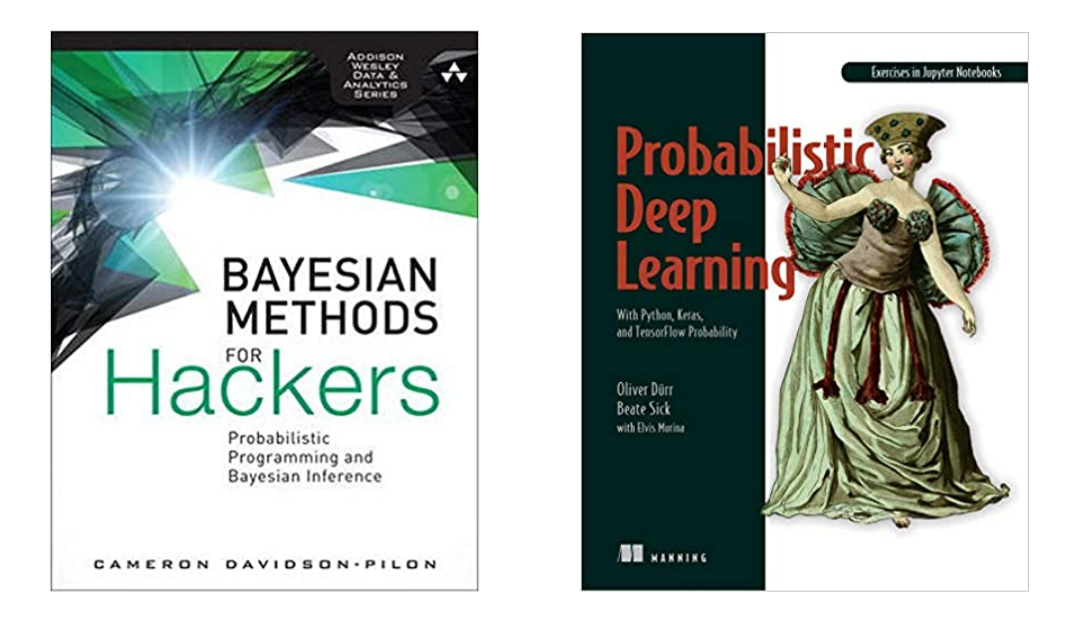 ADDISON
WESLEY
DATA &
ANALYTICS
SERIES
BAYESIAN
METHODS
FOR
Hackers
Probabilistic
Programming and
Bayesian Inference
CAMERON DAVIDSON-PILON
Exercises in Jupyter Notebooks
Probabilistic
Deep
Learning
With Python, Keras,
and TensorFlow Probability
Oliver Dürr
Beate Sick
with Elvis Murina
MANNING